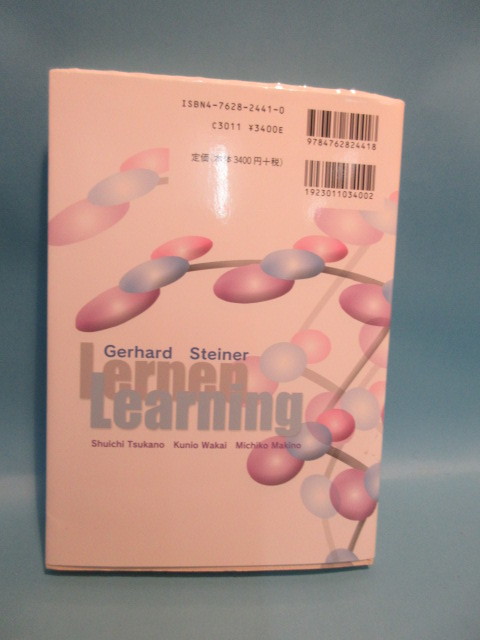 ISBN4-7628-2441-0
C3011 ¥3400E
定価(本体3400円+税)
9784762824418
1923011034002
Gerhard Steiner
Lernen
Learning
Shuichi Tsukano Kunio Wakai Michiko Makino